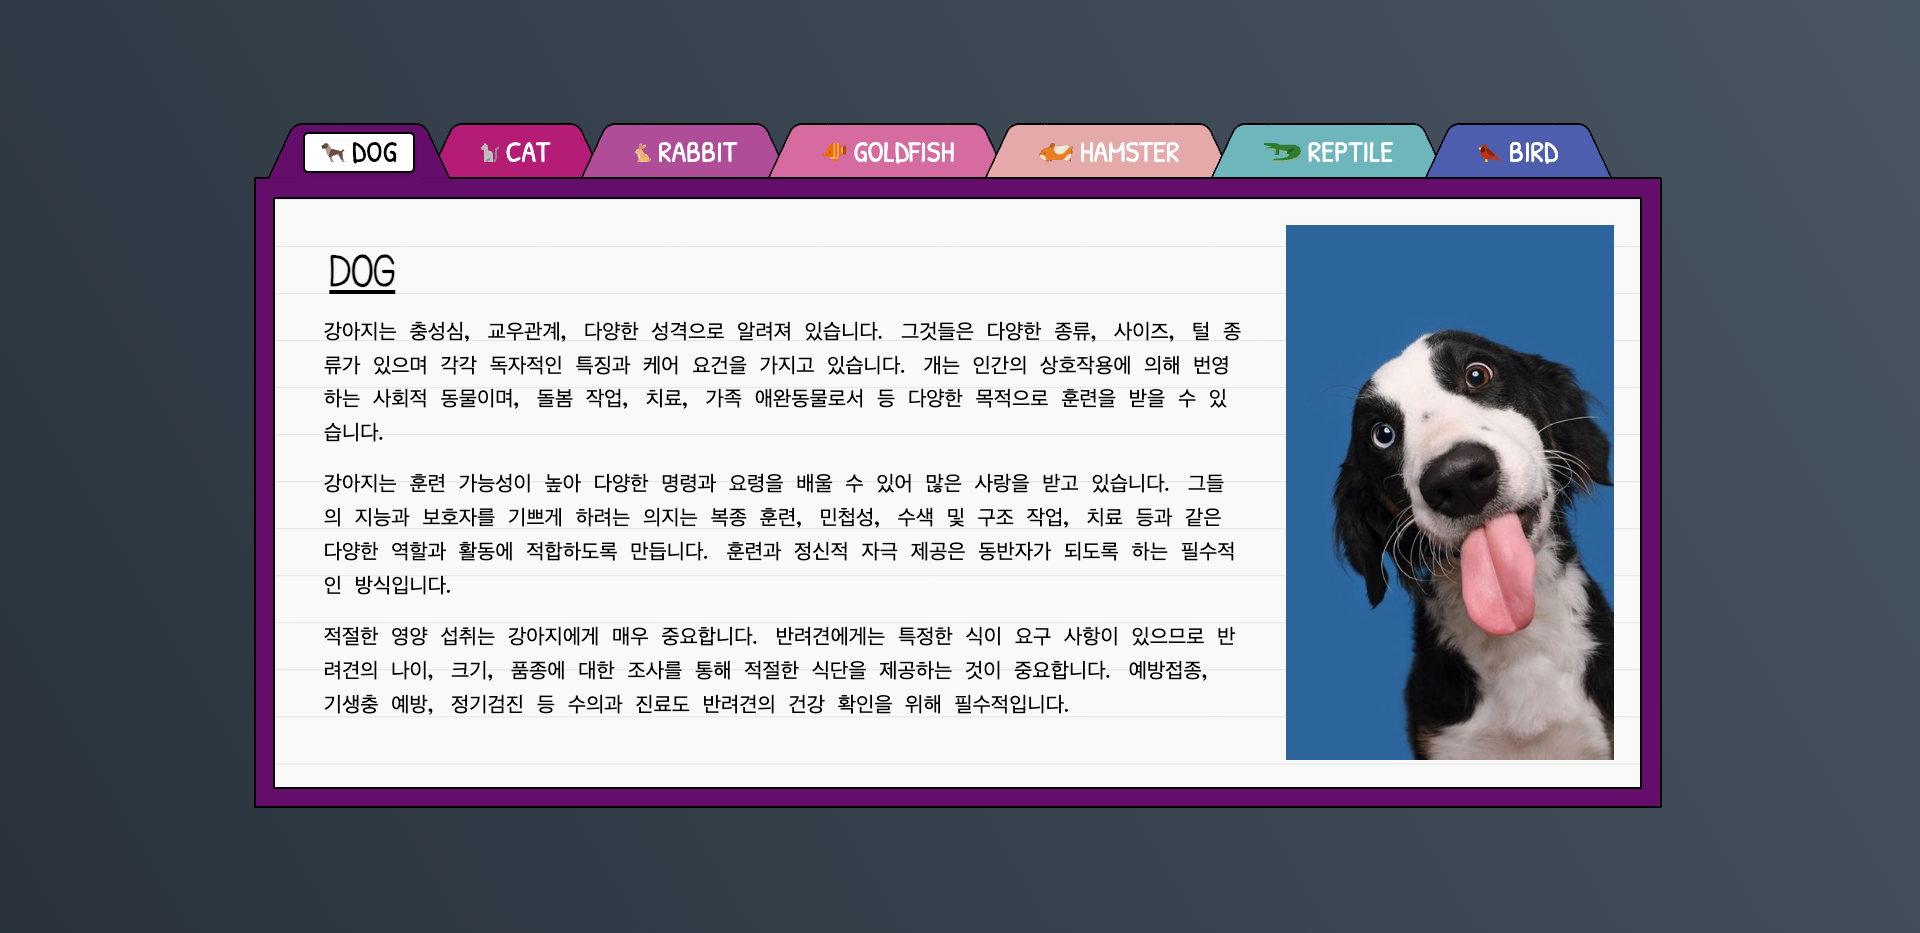 DOG
CAT
RABBIT
GOLDFISH
HAMSTER
REPTILE
BIRD
DOG
강아지는 충성심, 교우관계, 다양한 성격으로 알려져 있습니다. 그것들은 다양한 종류, 사이즈, 털 종
류가 있으며 각각 독자적인 특징과 케어 요건을 가지고 있습니다. 개는 인간의 상호작용에 의해 번영
하는 사회적 동물이며, 돌봄 작업, 치료, 가족 애완동물로서 등 다양한 목적으로 훈련을 받을 수 있
습니다.
강아지는 훈련 가능성이 높아 다양한 명령과 요령을 배울 수 있어 많은 사랑을 받고 있습니다. 그들
의 지능과 보호자를 기쁘게 하려는 의지는 복종 훈련, 민첩성, 수색 및 구조 작업, 치료 등과 같은
다양한 역할과 활동에 적합하도록 만듭니다. 훈련과 정신적 자극 제공은 동반자가 되도록 하는 필수적
인 방식입니다.
적절한 영양 섭취는 강아지에게 매우 중요합니다. 반려견에게는 특정한 식이 요구 사항이 있으므로 반
려견의 나이, 크기, 품종에 대한 조사를 통해 적절한 식단을 제공하는 것이 중요합니다. 예방접종,
기생충 예방, 정기검진 등 수의과 진료도 반려견의 건강 확인을 위해 필수적입니다.